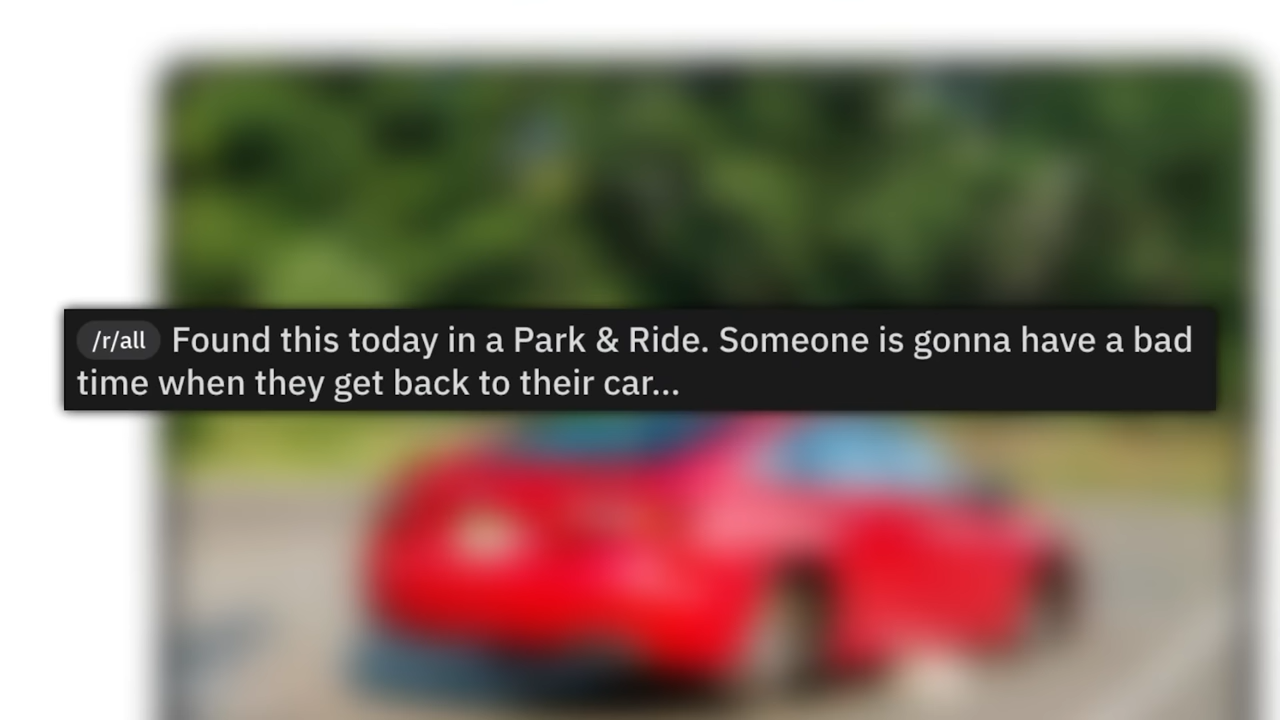 /r/all Found this today in a Park & Ride. Someone is gonna have a bad
time when they get back to their car...